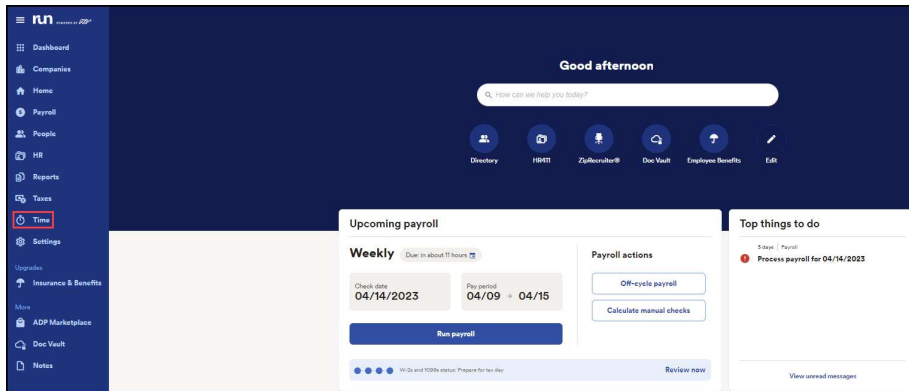 run POWERED BY ADP
Dashboard
Companies
Home
Payroll
People
HR
Reports
Taxes
Time
Settings
Upgrades
Insurance & Benefits
More
ADP Marketplace
Doc Vault
Notes
Good afternoon
How can we help you today?
Directory HR411 ZipRecruiter® Doc Vault Employee Benefits Edit
Upcoming payroll
Weekly Due: in about 11 hours
Check date
04/14/2023
Pay period
04/09 → 04/15
Run payroll
Payroll actions
Off-cycle payroll
Calculate manual checks
W-2s and 1099s status: Prepare for tax day Review now
Top things to do
3 days | Payroll
Process payroll for 04/14/2023
View unread messages